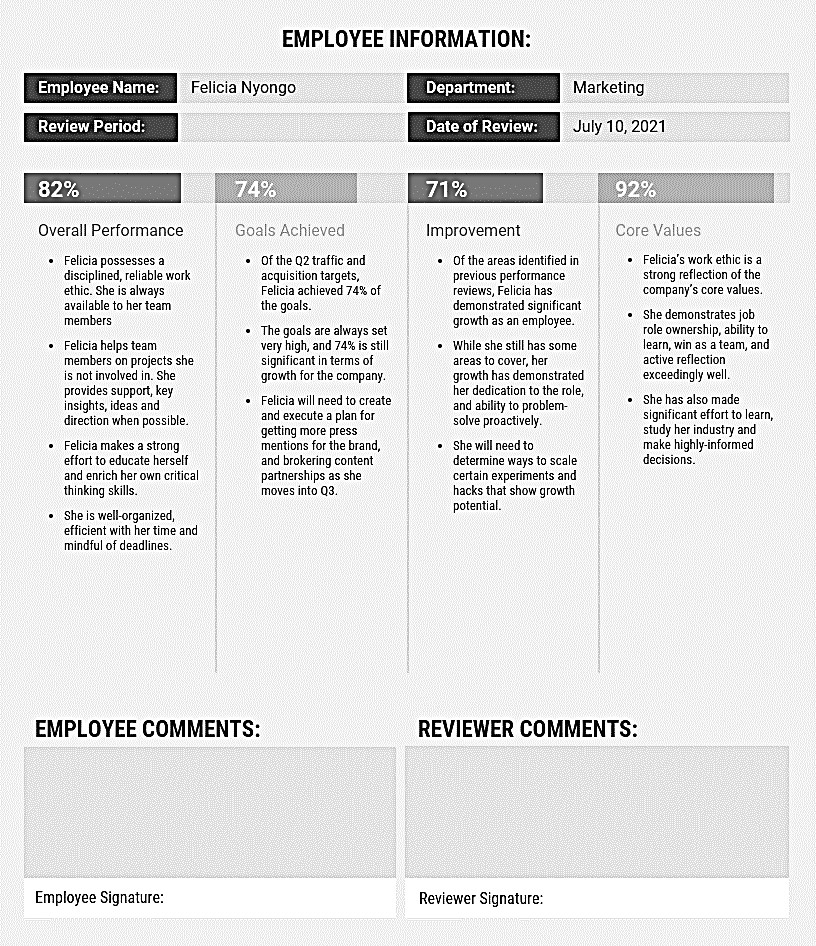 EMPLOYEE INFORMATION:
Employee Name: Felicia Nyongo Department: Marketing
Review Period: Date of Review: July 10, 2021
82%
Overall Performance
• Felicia possesses a
disciplined, reliable work
ethic. She is always
available to her team
members
• Felicia helps team
members on projects she
is not involved in. She
provides support, key
insights, ideas and
direction when possible.
• Felicia makes a strong
effort to educate herself
and enrich her own critical
thinking skills.
• She is well-organized,
efficient with her time and
mindful of deadlines.
74%
Goals Achieved
• Of the Q2 traffic and
acquisition targets,
Felicia achieved 74% of
the goals.
• The goals are always set
very high, and 74% is still
significant in terms of
growth for the company.
• Felicia will need to create
and execute a plan for
getting more press
mentions for the brand,
and brokering content
partnerships as she
moves into Q3.
71%
Improvement
• Of the areas identified in
previous performance
reviews, Felicia has
demonstrated significant
growth as an employee.
• While she still has some
areas to cover, her
growth has demonstrated
her dedication to the role,
and ability to problem-
solve proactively.
• She will need to
determine ways to scale
certain experiments and
hacks that show growth
potential.
92%
Core Values
• Felicia’s work ethic is a
strong reflection of the
company’s core values.
• She demonstrates job
role ownership, ability to
learn, win as a team, and
active reflection
exceedingly well.
• She has also made
significant effort to learn,
study her industry and
make highly-informed
decisions.
EMPLOYEE COMMENTS:
Employee Signature:
REVIEWER COMMENTS:
Reviewer Signature: